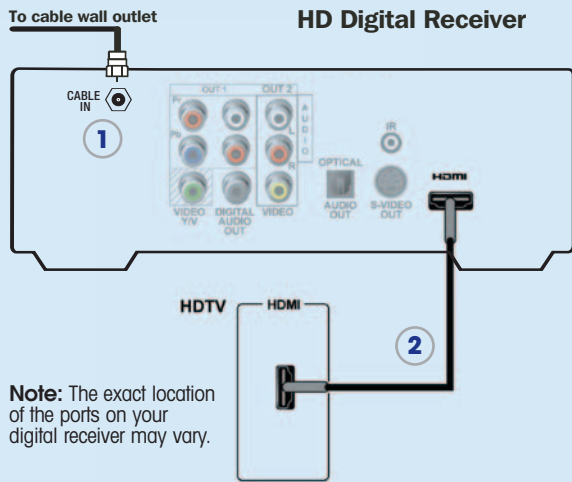 To cable wall outlet
HD Digital Receiver
CABLE
IN
1
OUT 1
OUT 2
Pr
Pb
L
R
AUDIO
IR
OPTICAL
HDMI
VIDEO
Y/V
DIGITAL
AUDIO
OUT
VIDEO
AUDIO
OUT
S-VIDEO
OUT
HDTV
HDMI
2
Note: The exact location
of the ports on your
digital receiver may vary.